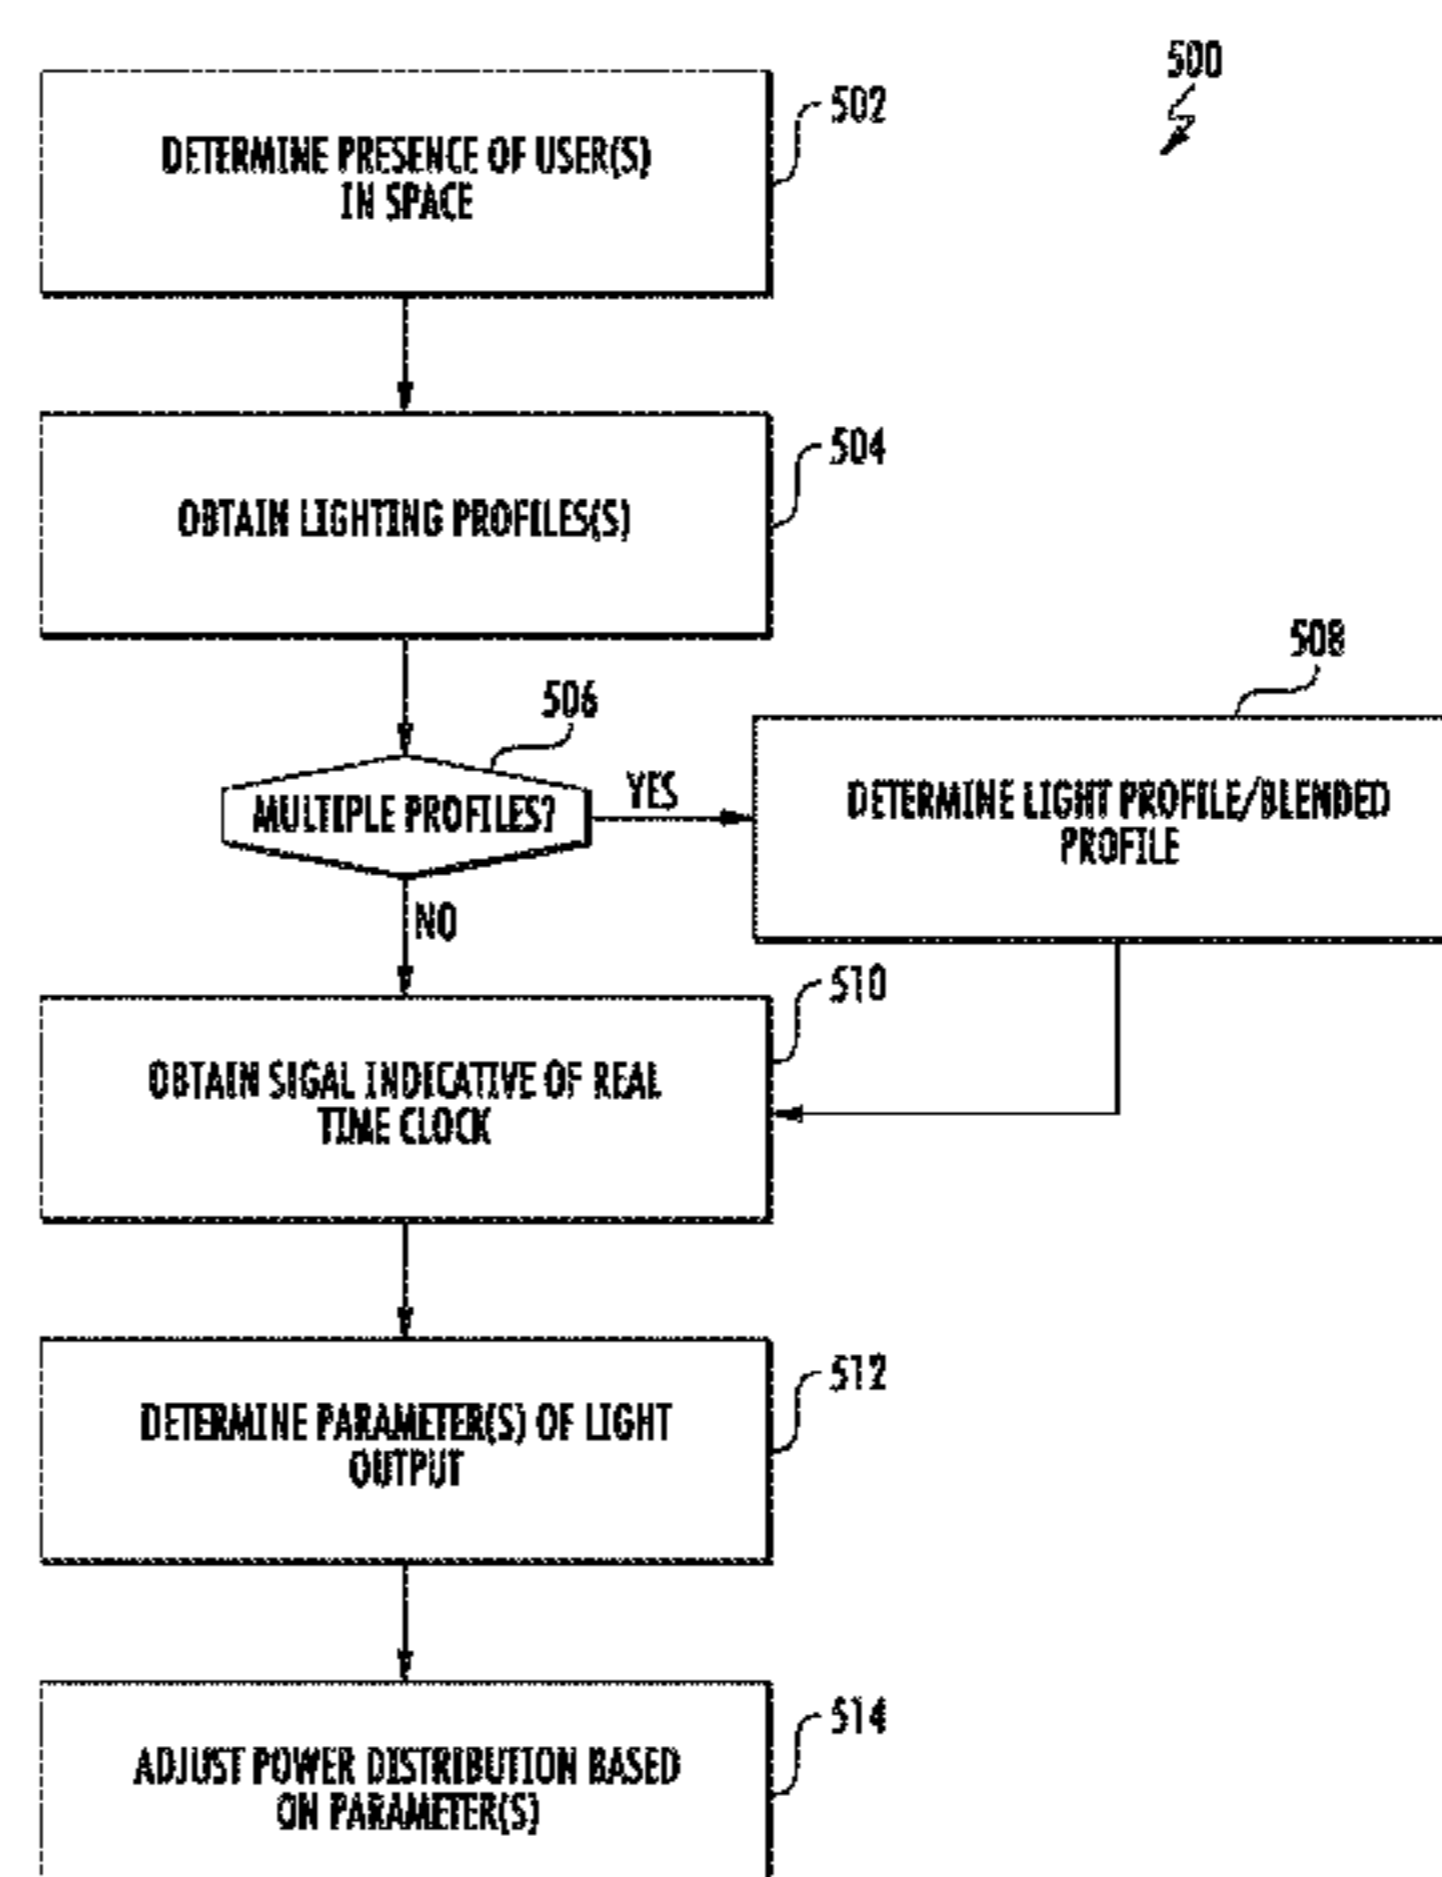 500
502
DETERMINE PRESENCE OF USER(S)
IN SPACE
504
OBTAIN LIGHTING PROFILES(S)
506
MULTIPLE PROFILES?
YES
508
DETERMINE LIGHT PROFILE/BLENDED
PROFILE
NO
510
OBTAIN SIGAL INDICATIVE OF REAL
TIME CLOCK
512
DETERMINE PARAMETER(S) OF LIGHT
OUTPUT
514
ADJUST POWER DISTRIBUTION BASED
ON PARAMETER(S)